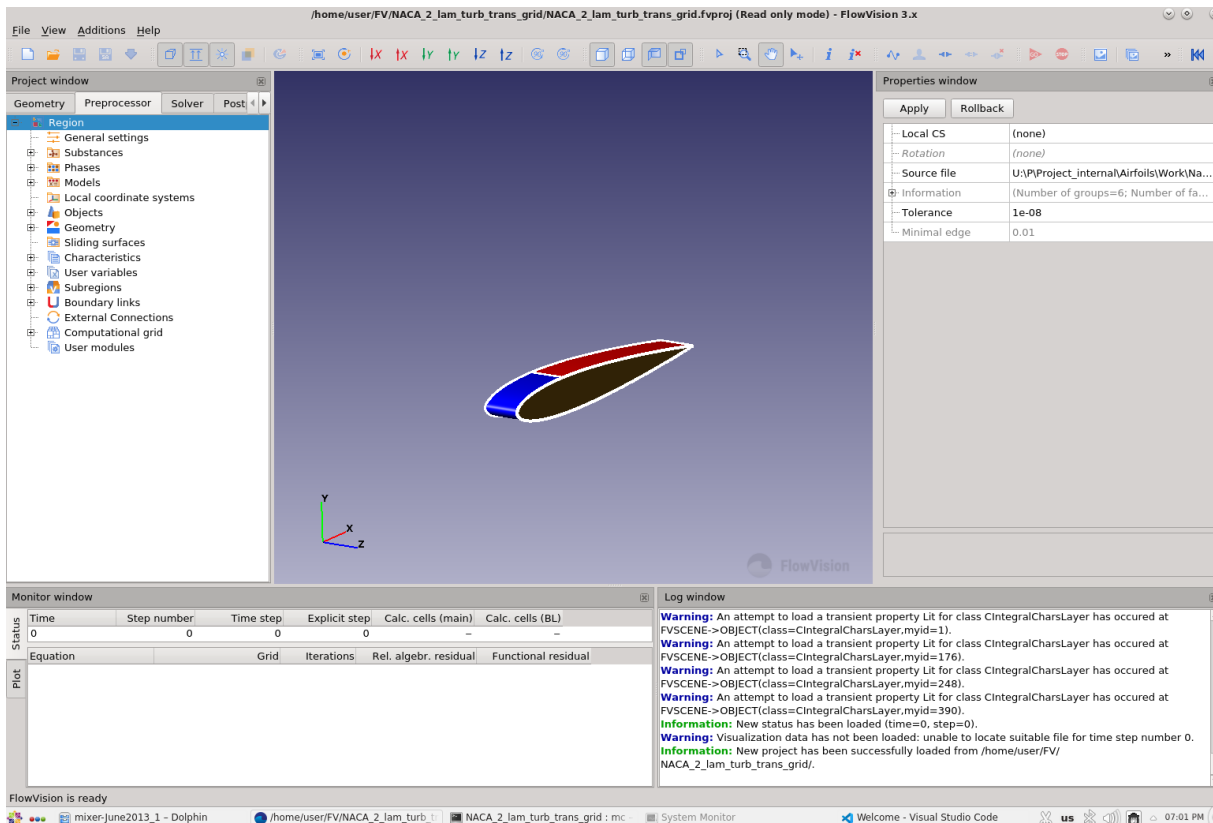 /home/user/FV/NACA_2_lam_turb_trans_grid/NACA_2_lam_turb_trans_grid.fvproj (Read only mode) - FlowVision 3.x
File View Additions Help
X X Y Y Z Z i i STOP »
Project window
Geometry Preprocessor Solver Post
Region
General settings
Substances
Phases
Models
Local coordinate systems
Objects
Geometry
Sliding surfaces
Characteristics
User variables
Subregions
Boundary links
External Connections
Computational grid
User modules
Y
X
Z
FlowVision
Properties window
Apply Rollback
Local CS (none)
Rotation (none)
Source file U:\P\Project_internal\Airfoils\Work\Na...
Information (Number of groups=6; Number of fa...
Tolerance 1e-08
Minimal edge 0.01
Monitor window
Status
Plot
Time Step number Time step Explicit step Calc. cells (main) Calc. cells (BL)
0 0 0 0 – –
Equation Grid Iterations Rel. algebr. residual Functional residual
Log window
Warning: An attempt to load a transient property Lit for class CIntegralCharsLayer has occured at
FVSCENE->OBJECT(class=CIntegralCharsLayer,myid=1).
Warning: An attempt to load a transient property Lit for class CIntegralCharsLayer has occured at
FVSCENE->OBJECT(class=CIntegralCharsLayer,myid=176).
Warning: An attempt to load a transient property Lit for class CIntegralCharsLayer has occured at
FVSCENE->OBJECT(class=CIntegralCharsLayer,myid=248).
Warning: An attempt to load a transient property Lit for class CIntegralCharsLayer has occured at
FVSCENE->OBJECT(class=CIntegralCharsLayer,myid=390).
Information: New status has been loaded (time=0, step=0).
Warning: Visualization data has not been loaded: unable to locate suitable file for time step number 0.
Information: New project has been successfully loaded from /home/user/FV/
NACA_2_lam_turb_trans_grid/.
FlowVision is ready
mixer-June2013_1 – Dolphin /home/user/FV/NACA_2_lam_turb_t NACA_2_lam_turb_trans_grid : mc System Monitor Welcome - Visual Studio Code us 07:01 PM